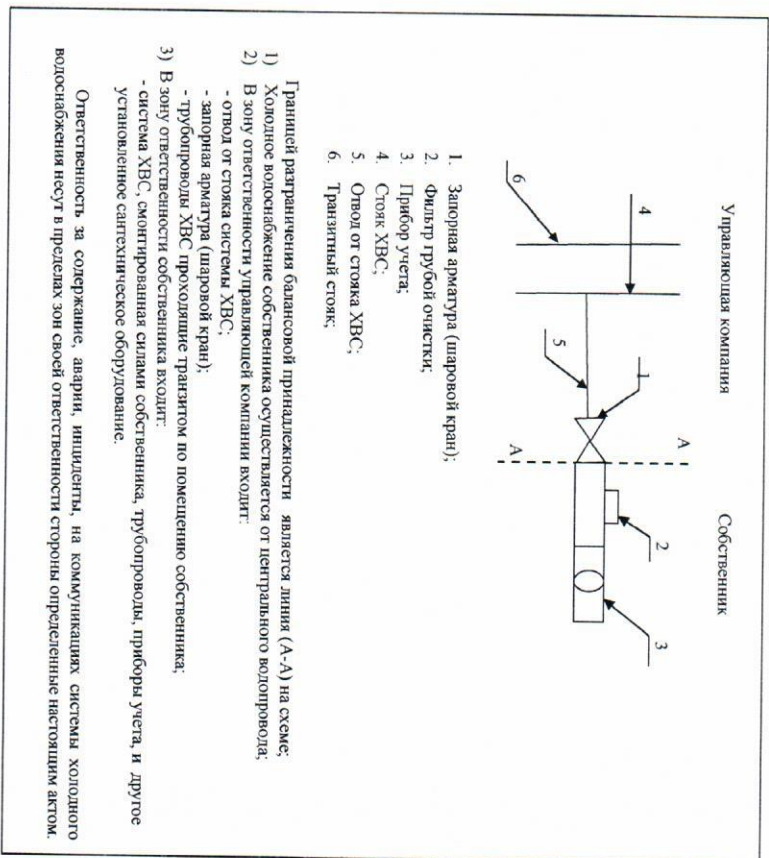 Управляющая компания
Собственник
4
6
5
1
A
A
2
3
1. Запорная арматура (шаровой кран);
2. Фильтр грубой очистки;
3. Прибор учета;
4. Стояк ХВС;
5. Отвод от стояка ХВС;
6. Транзитный стояк;
Границей разграничения балансовой принадлежности является линия (А-А) на схеме;
1) Холодное водоснабжение собственника осуществляется от центрального водопровода;
2) В зону ответственности управляющей компании входит:
- отвод от стояка системы ХВС;
- запорная арматура (шаровой кран);
- трубопроводы ХВС проходящие транзитом по помещению собственника;
3) В зону ответственности собственника входит:
- система ХВС, смонтированная силами собственника, трубопроводы, приборы учета, и другое
установленное сантехническое оборудование.
Ответственность за содержание, аварии, инциденты, на коммуникациях системы холодного
водоснабжения несут в пределах зон своей ответственности стороны определенные настоящим актом.